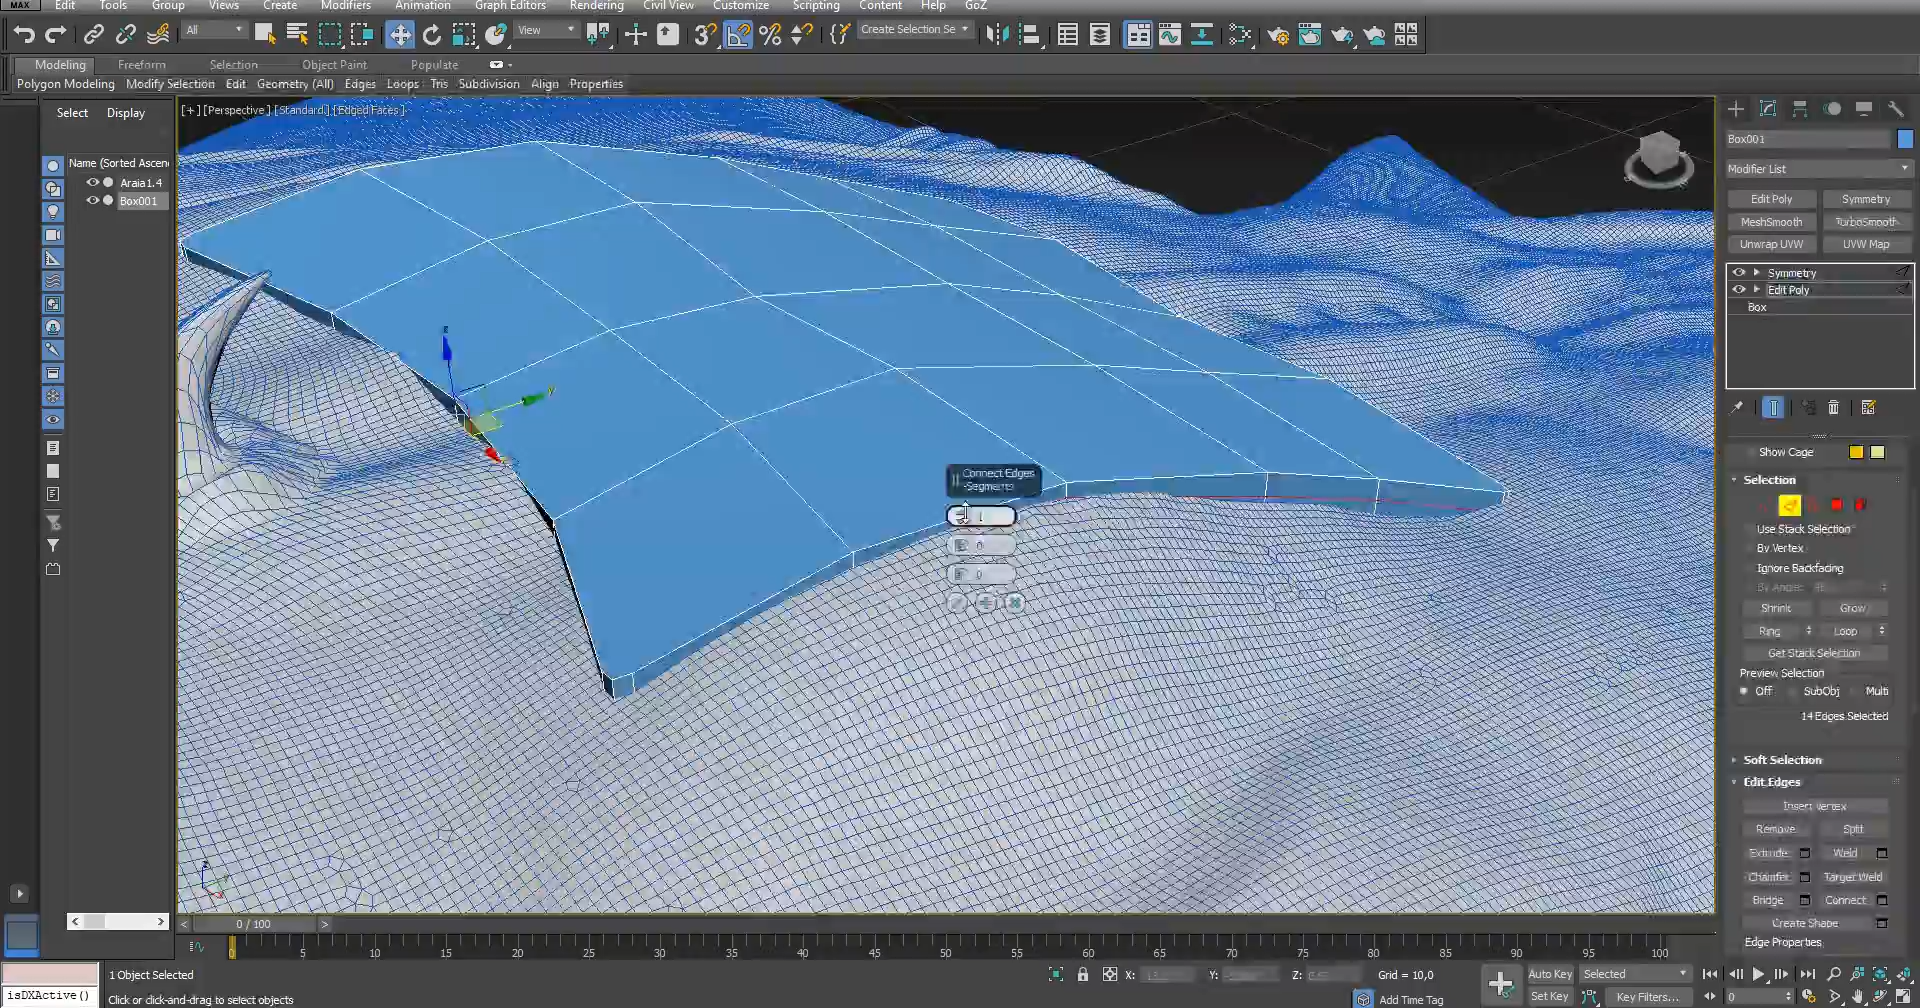 MAX Edit Tools Group Views Create Modifiers Animation Graph Editors Rendering Civil View Customize Scripting Content Help GoZ
All View Create Selection Se
Modeling Freeform Selection Object Paint Populate
Polygon Modeling Modify Selection Edit Geometry (All) Edges Loops Tris Subdivision Align Properties
Select Display
Name (Sorted Ascen
Araia1.4
Box001
[+] [Perspective] [Standard] [Edged Faces]
Connect Edges
-Segments
1
0
0
Box001
Modifier List
Edit Poly Symmetry
MeshSmooth TurboSmooth
Unwrap UVW UVW Map
Symmetry
Edit Poly
Box
Show Cage
Selection
Use Stack Selection
By Vertex
Ignore Backfacing
By Angle:
Shrink Grow
Ring Loop
Get Stack Selection
Preview Selection
Off SubObj Multi
14 Edges Selected
Soft Selection
Edit Edges
Insert Vertex
Remove Split
Extrude Weld
Chamfer Target Weld
Bridge Connect
Create Shape
Edge Properties
< 0 / 100 >
0 5 10 15 20 25 30 35 40 45 50 55 60 65 70 75 80 85 90 95 100
1 Object Selected X: Y: Z: Grid = 10,0 Auto Key Selected
isDXActive() Click or click-and-drag to select objects Add Time Tag Set Key Key Filters... 0